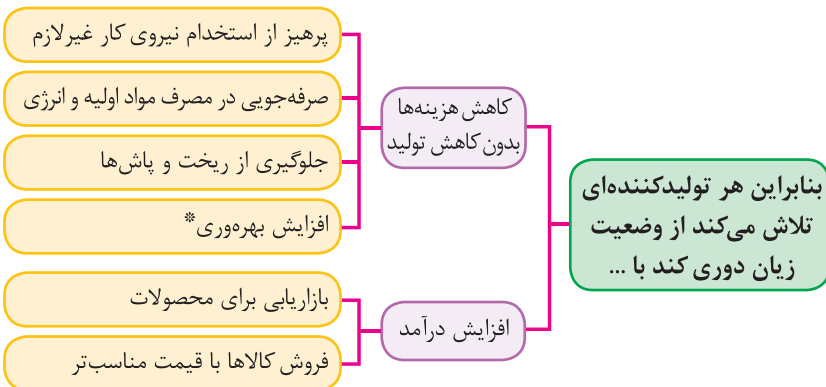 بنابراین هر تولیدکننده‌ای
تلاش می‌کند از وضعیت
زیان دوری کند با ...
کاهش هزینه‌ها
بدون کاهش تولید
پرهیز از استخدام نیروی کار غیرلازم
صرفه‌جویی در مصرف مواد اولیه و انرژی
جلوگیری از ریخت و پاش‌ها
افزایش بهره‌وری*
افزایش درآمد
بازاریابی برای محصولات
فروش کالاها با قیمت مناسب‌تر